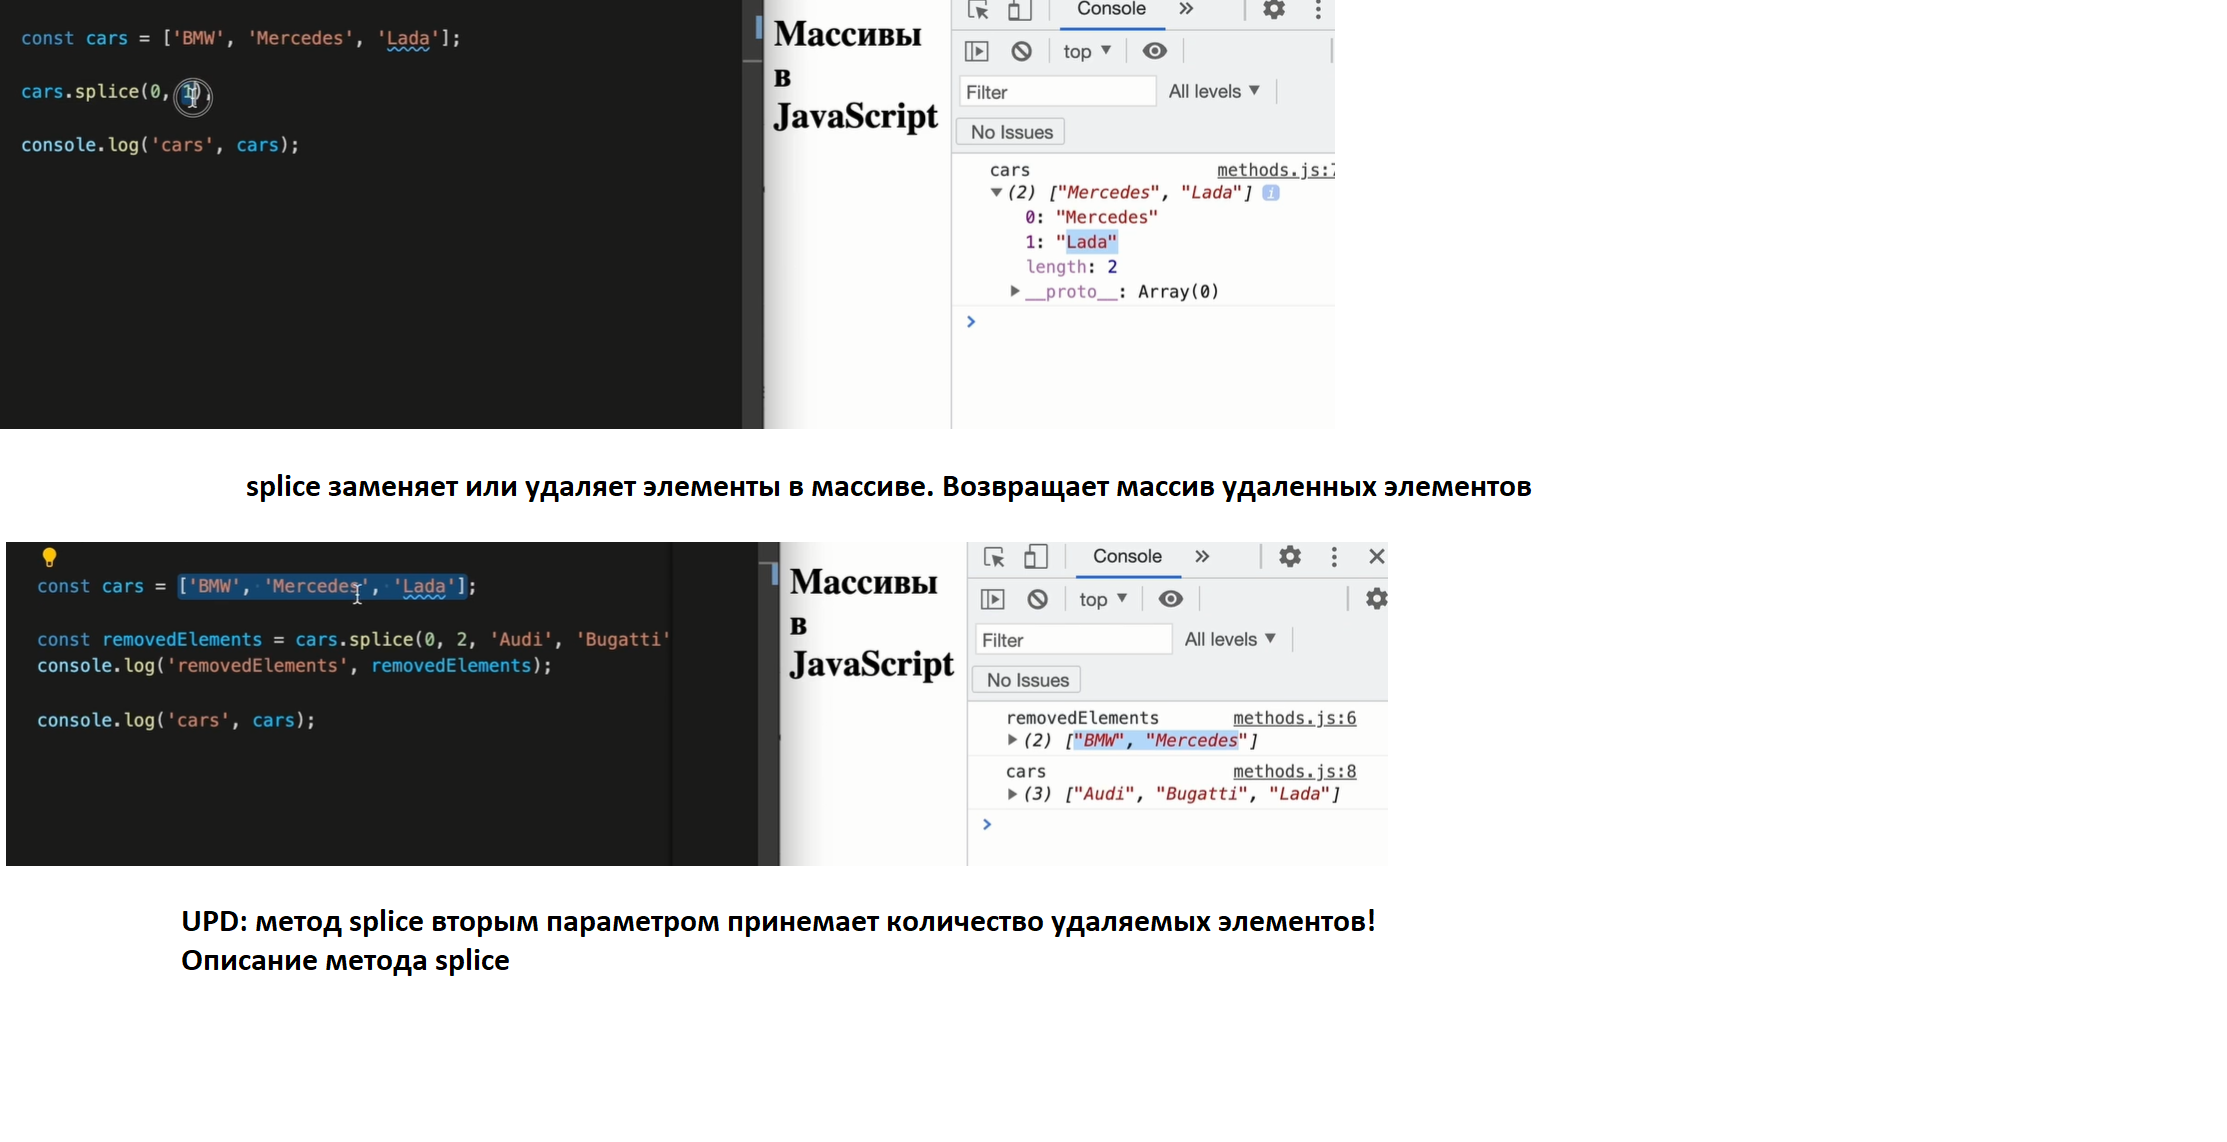 const cars = ['BMW', 'Mercedes', 'Lada'];
cars.splice(0,
console.log('cars', cars);
Массивы
в
JavaScript
Console »
top ▼
Filter All levels ▼
No Issues
cars methods.js:7
▼(2) ["Mercedes", "Lada"] i
0: "Mercedes"
1: "Lada"
length: 2
▶__proto__: Array(0)
>
splice заменяет или удаляет элементы в массиве. Возвращает массив удаленных элементов
const cars = ['BMW', 'Mercedes', 'Lada'];
const removedElements = cars.splice(0, 2, 'Audi', 'Bugatti'
console.log('removedElements', removedElements);
console.log('cars', cars);
Массивы
в
JavaScript
Console »
top ▼
Filter All levels ▼
No Issues
removedElements methods.js:6
▶(2) ["BMW", "Mercedes"]
cars methods.js:8
▶(3) ["Audi", "Bugatti", "Lada"]
>
UPD: метод splice вторым параметром принемает количество удаляемых элементов!
Описание метода splice